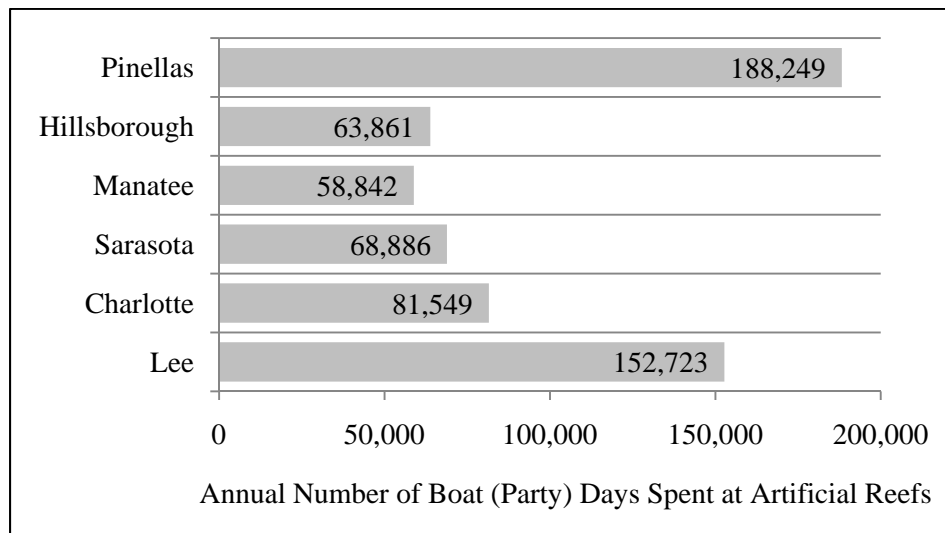 Pinellas 188,249
Hillsborough 63,861
Manatee 58,842
Sarasota 68,886
Charlotte 81,549
Lee 152,723
0 50,000 100,000 150,000 200,000
Annual Number of Boat (Party) Days Spent at Artificial Reefs